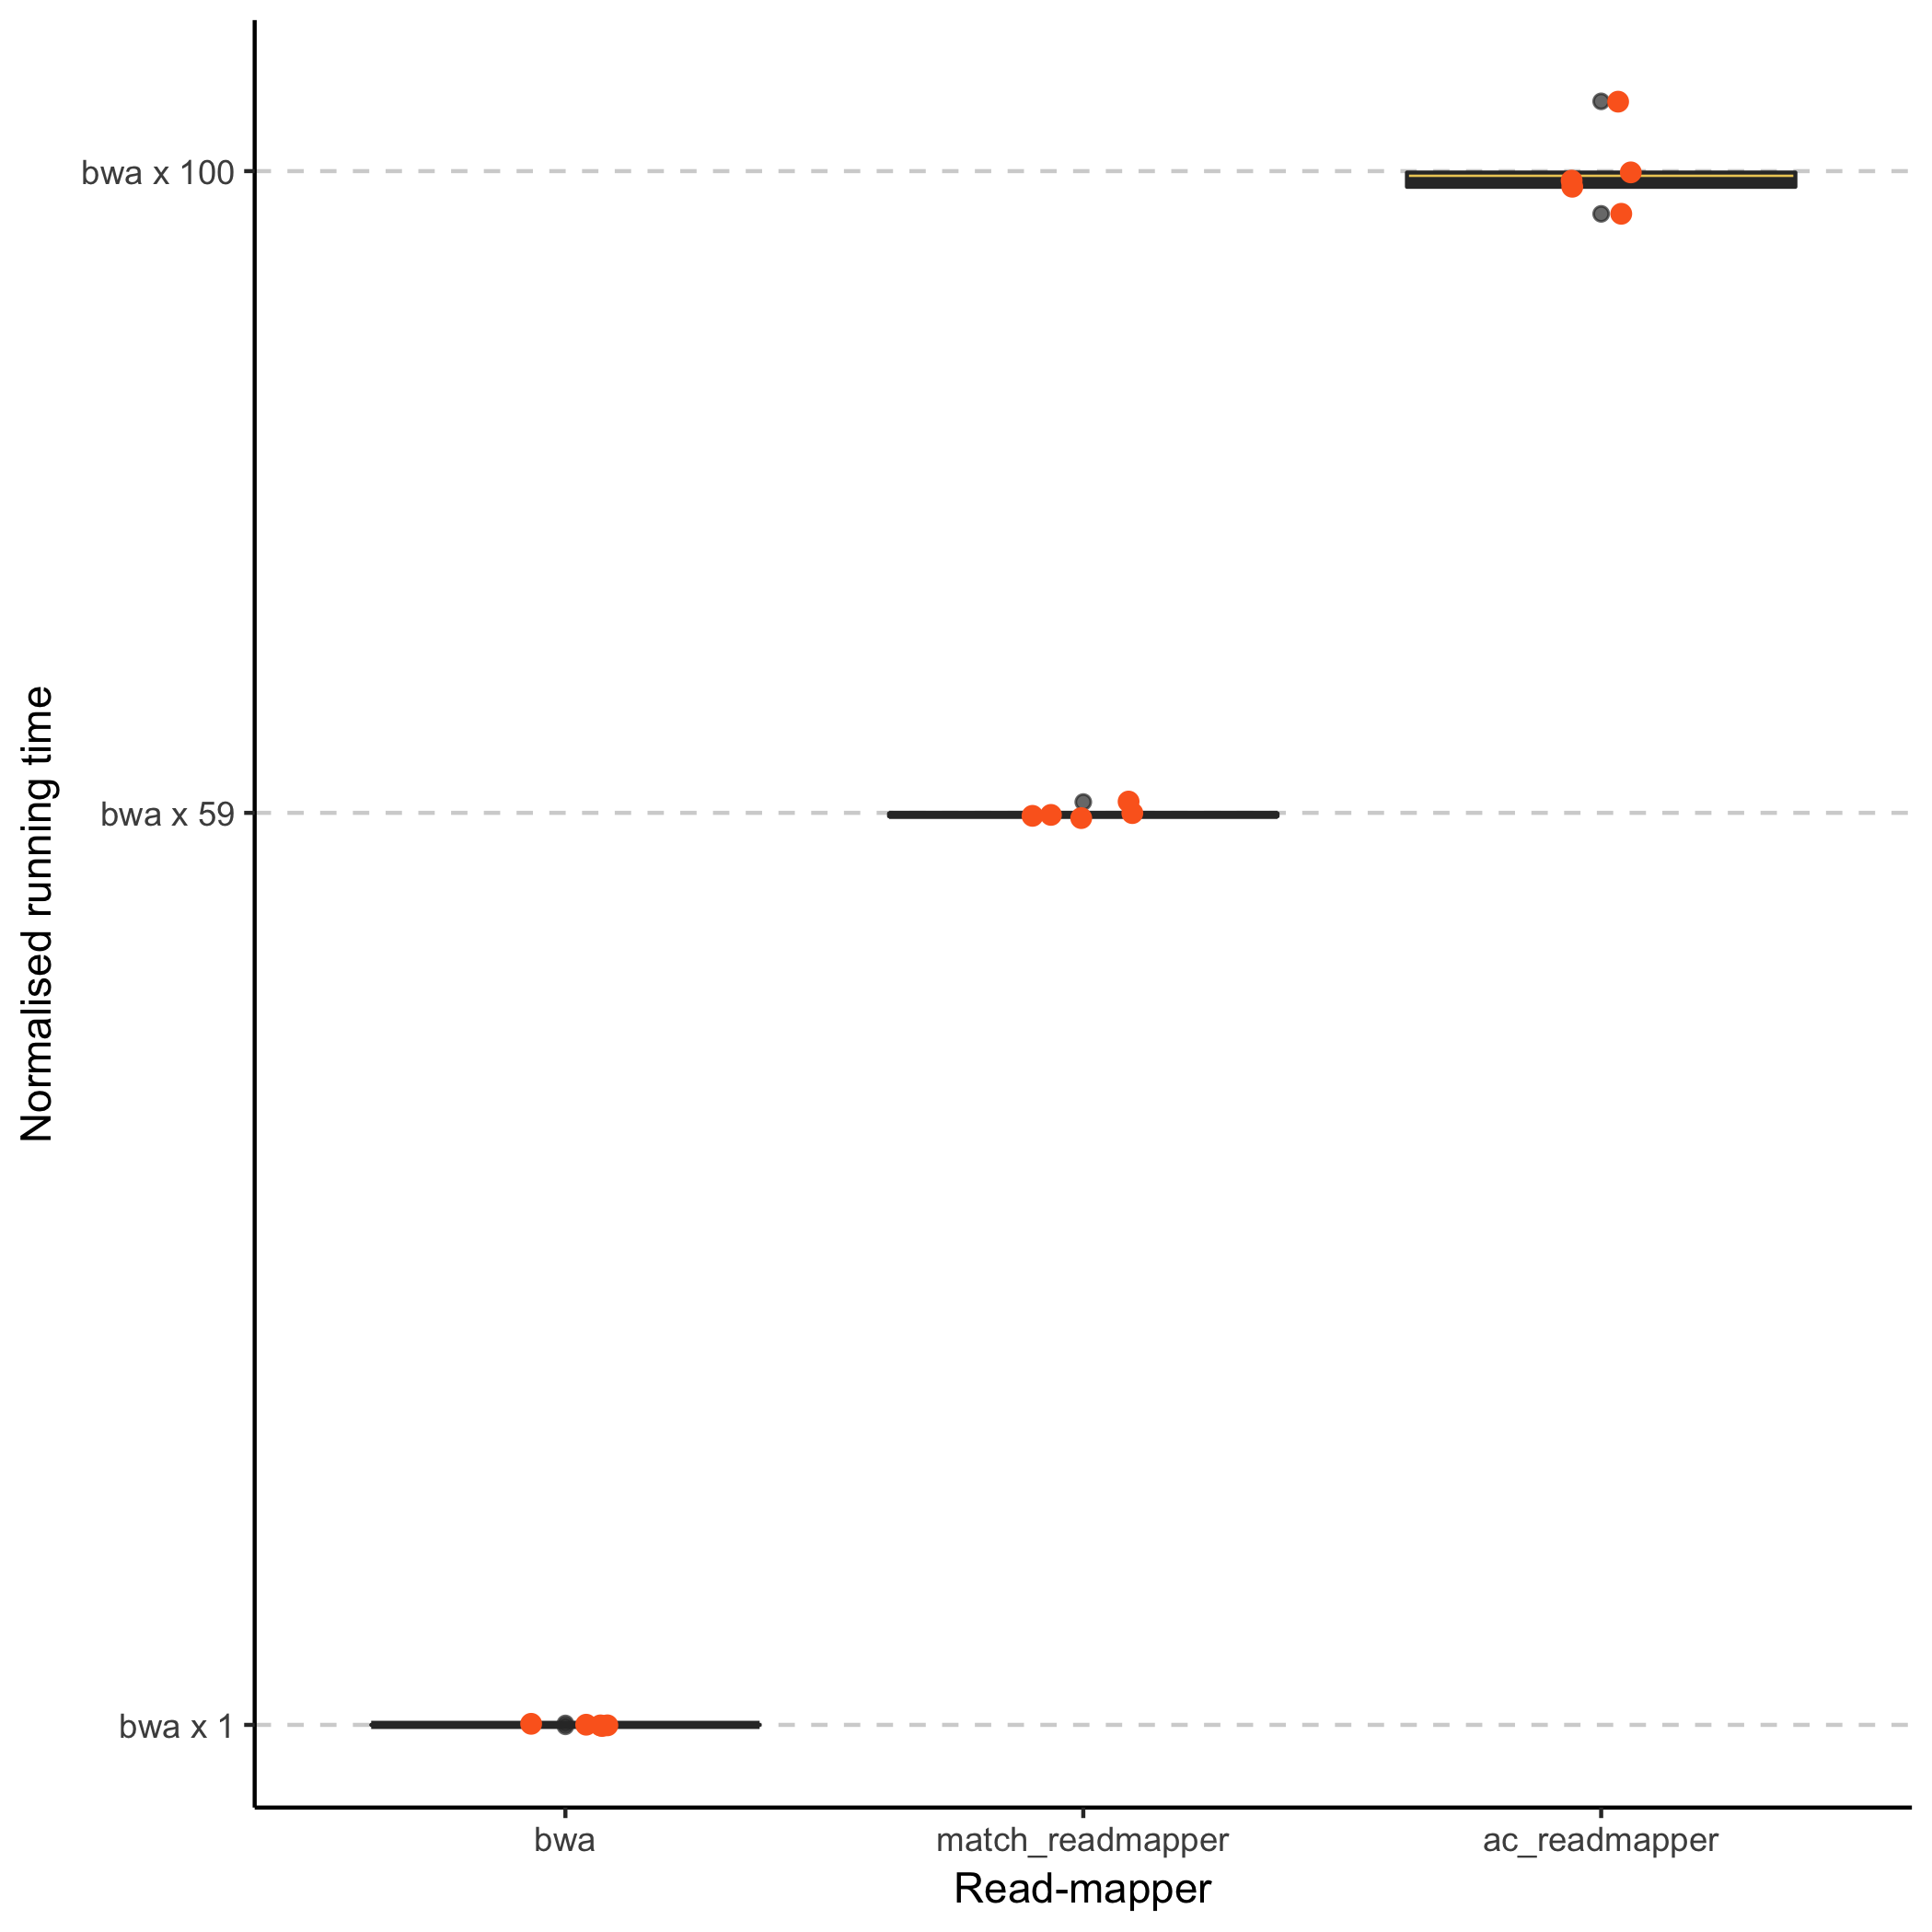 Normalised running time
bwa x 100
bwa x 59
bwa x 1
bwa
match_readmapper
ac_readmapper
Read-mapper